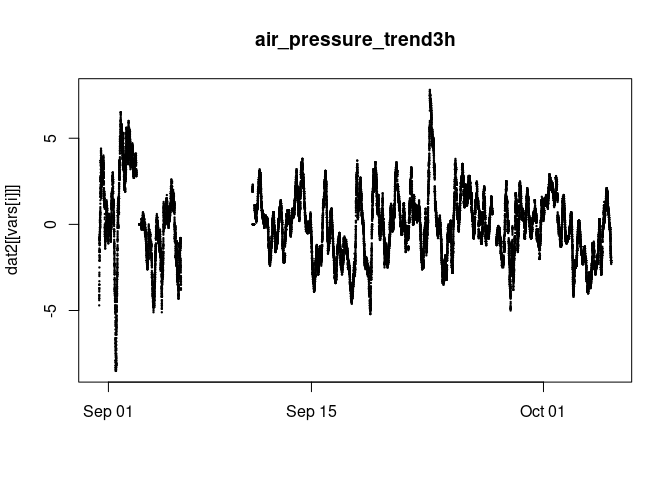 air_pressure_trend3h
dat2[[vars[i]]]
5
0
-5
Sep 01
Sep 15
Oct 01